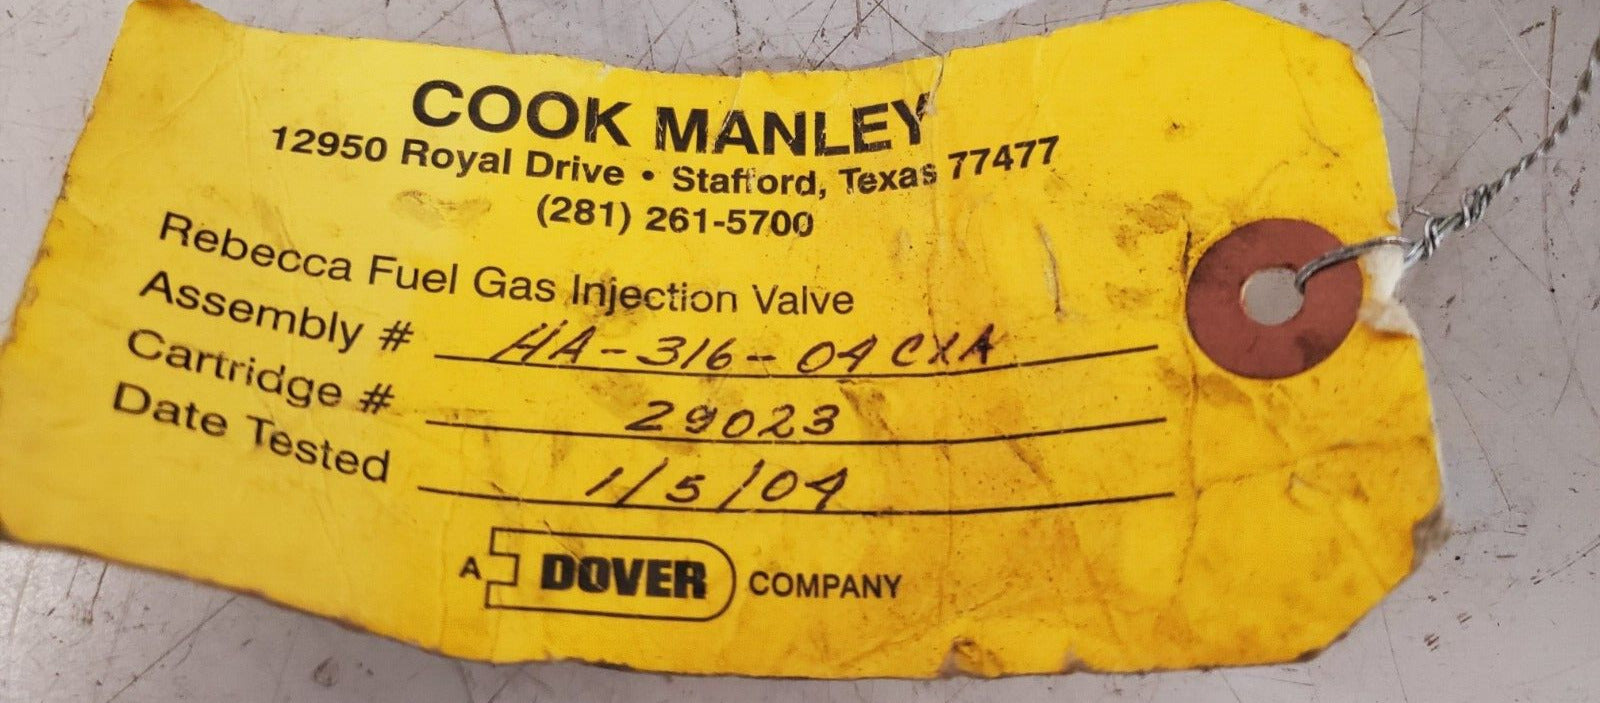 COOK MANLEY
12950 Royal Drive • Stafford, Texas 77477
(281) 261-5700
Rebecca Fuel Gas Injection Valve
Assembly # HA-316-04CXA
Cartridge # 29023
Date Tested 1/5/04
A DOVER COMPANY